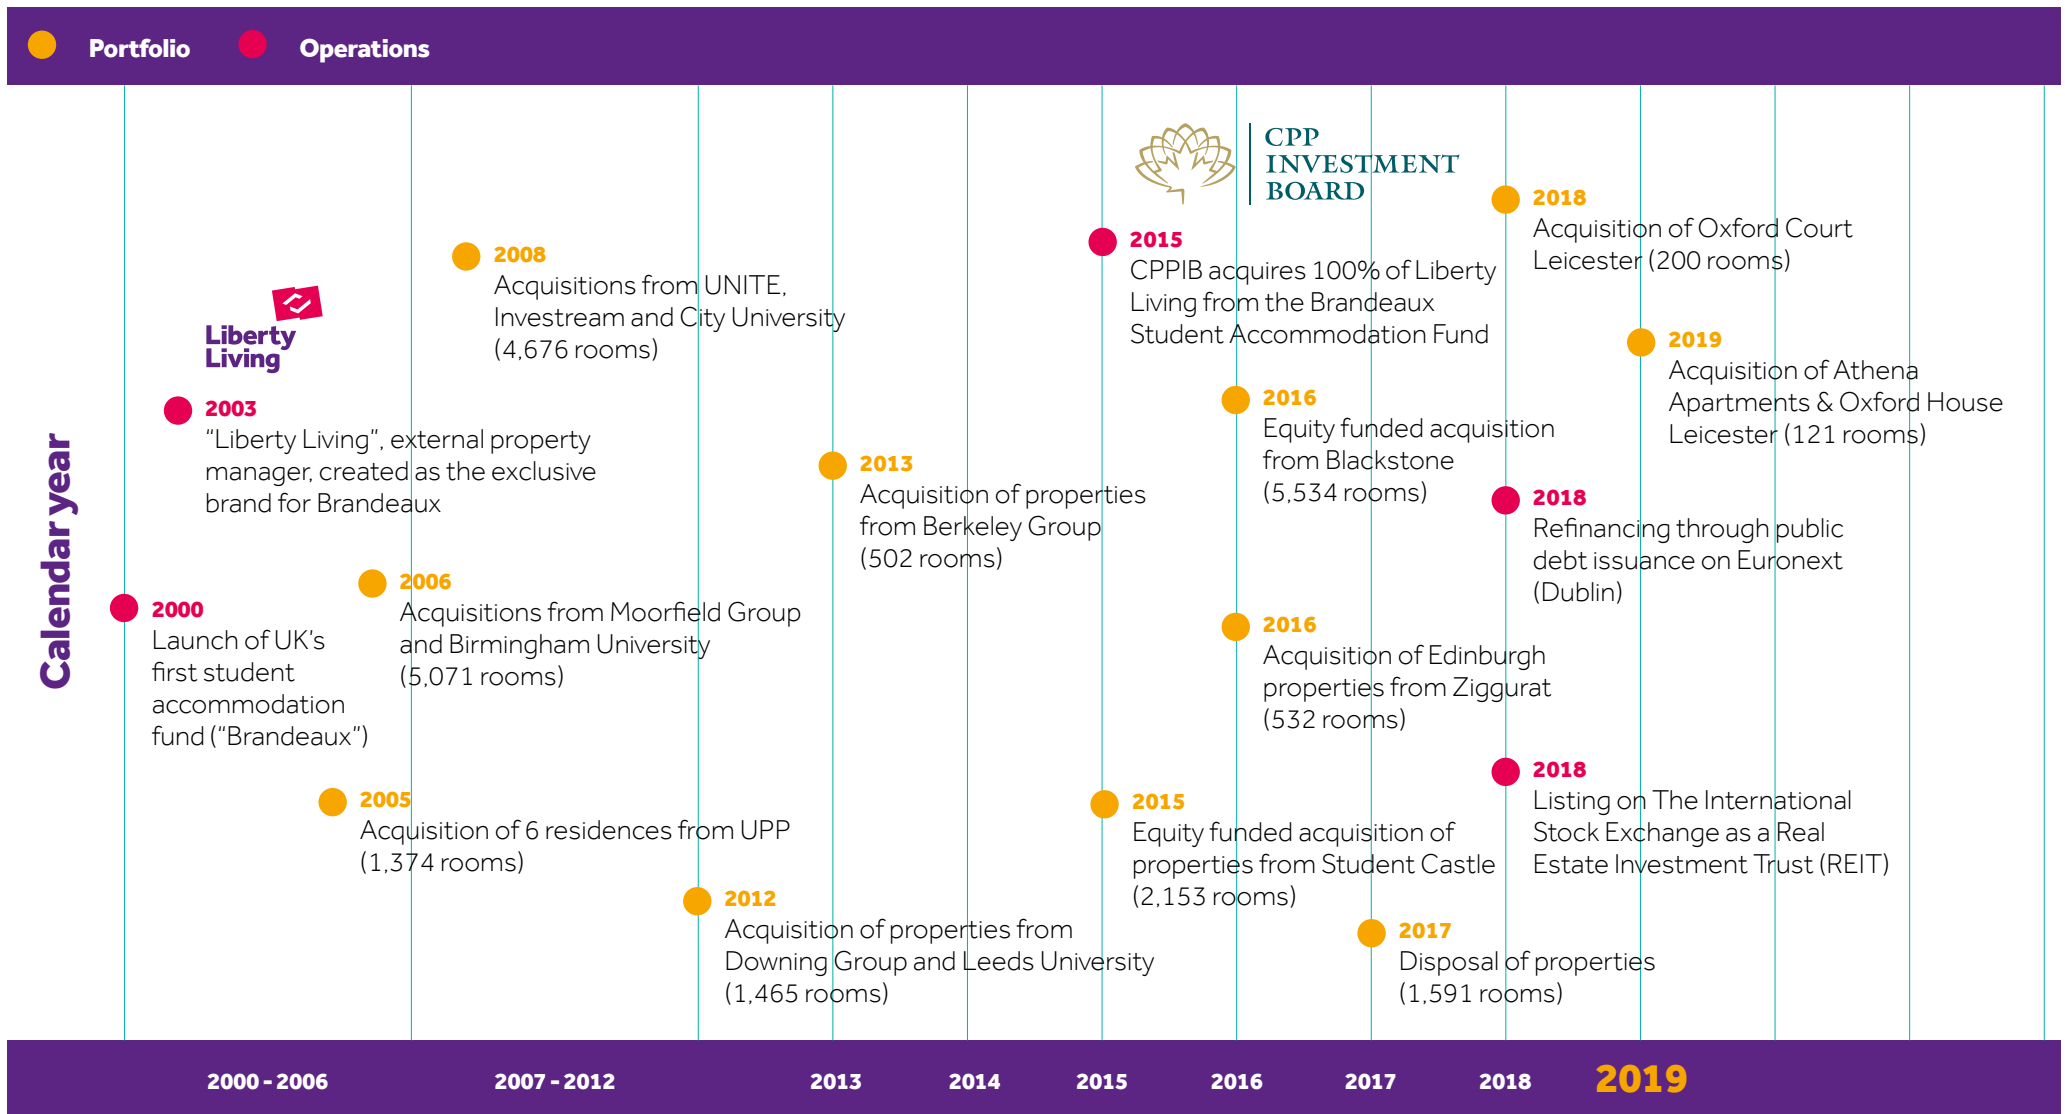 Portfolio
Operations
Calendar year
CPP
INVESTMENT
BOARD
Liberty
Living
2000
Launch of UK’s
first student
accommodation
fund (“Brandeaux”)
2003
“Liberty Living”, external property
manager, created as the exclusive
brand for Brandeaux
2005
Acquisition of 6 residences from UPP
(1,374 rooms)
2006
Acquisitions from Moorfield Group
and Birmingham University
(5,071 rooms)
2008
Acquisitions from UNITE,
Investream and City University
(4,676 rooms)
2012
Acquisition of properties from
Downing Group and Leeds University
(1,465 rooms)
2013
Acquisition of properties
from Berkeley Group
(502 rooms)
2015
CPPIB acquires 100% of Liberty
Living from the Brandeaux
Student Accommodation Fund
2015
Equity funded acquisition of
properties from Student Castle
(2,153 rooms)
2016
Equity funded acquisition
from Blackstone
(5,534 rooms)
2016
Acquisition of Edinburgh
properties from Ziggurat
(532 rooms)
2017
Disposal of properties
(1,591 rooms)
2018
Acquisition of Oxford Court
Leicester (200 rooms)
2018
Refinancing through public
debt issuance on Euronext
(Dublin)
2018
Listing on The International
Stock Exchange as a Real
Estate Investment Trust (REIT)
2019
Acquisition of Athena
Apartments & Oxford House
Leicester (121 rooms)
2000 - 2006
2007 - 2012
2013
2014
2015
2016
2017
2018
2019